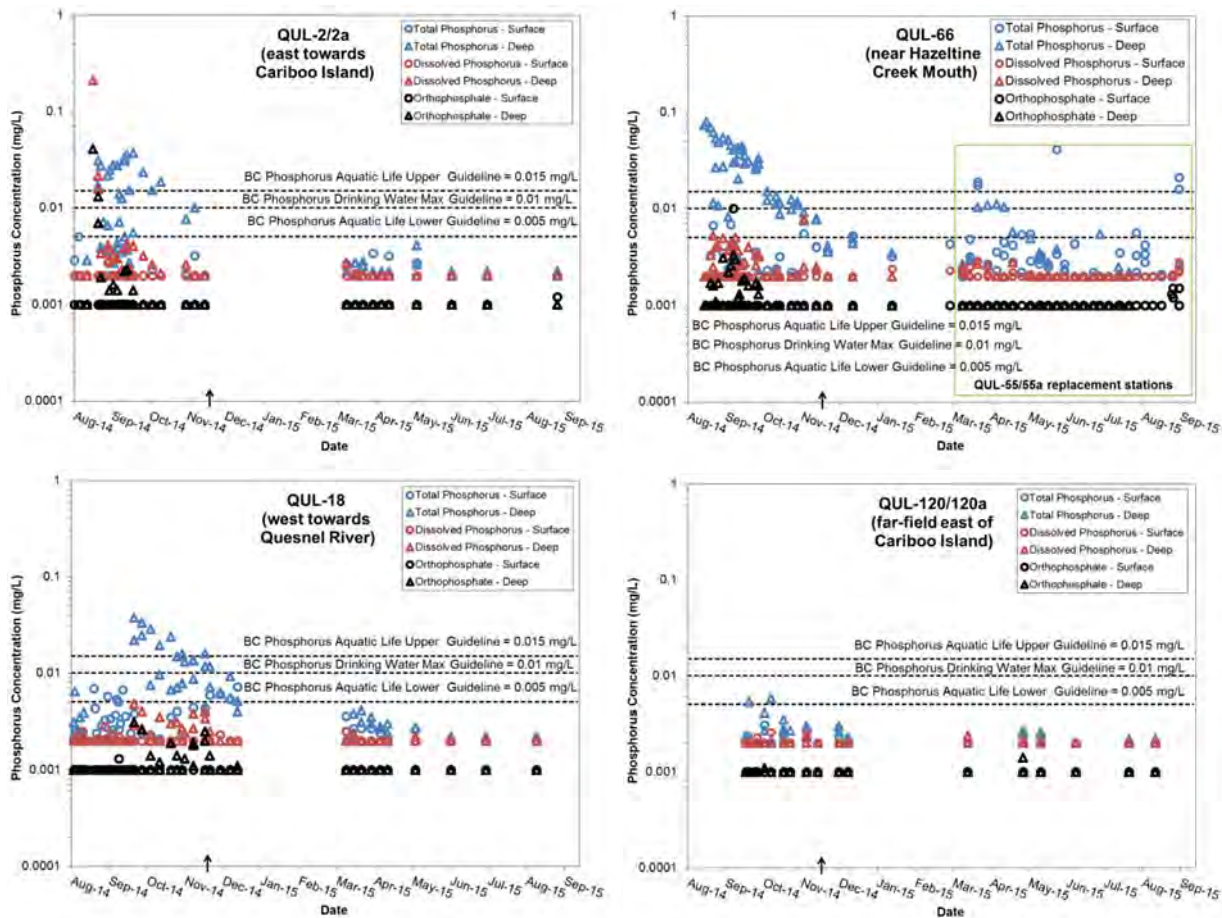 QUL-2/2a
(east towards
Cariboo Island)
Total Phosphorus - Surface
Total Phosphorus - Deep
Dissolved Phosphorus - Surface
Dissolved Phosphorus - Deep
Orthophosphate - Surface
Orthophosphate - Deep
BC Phosphorus Aquatic Life Upper Guideline = 0.015 mg/L
BC Phosphorus Drinking Water Max Guideline = 0.01 mg/L
BC Phosphorus Aquatic Life Lower Guideline = 0.005 mg/L
Phosphorus Concentration (mg/L)
1
0.1
0.01
0.001
0.0001
Aug-14
Sep-14
Oct-14
Nov-14
Dec-14
Jan-15
Feb-15
Mar-15
Apr-15
May-15
Jun-15
Jul-15
Aug-15
Sep-15
Date
QUL-66
(near Hazeltine
Creek Mouth)
Total Phosphorus - Surface
Total Phosphorus - Deep
Dissolved Phosphorus - Surface
Dissolved Phosphorus - Deep
Orthophosphate - Surface
Orthophosphate - Deep
BC Phosphorus Aquatic Life Upper Guideline = 0.015 mg/L
BC Phosphorus Drinking Water Max Guideline = 0.01 mg/L
BC Phosphorus Aquatic Life Lower Guideline = 0.005 mg/L
QUL-55/55a replacement stations
Phosphorus Concentration (mg/L)
1
0.1
0.01
0.001
0.0001
Aug-14
Sep-14
Oct-14
Nov-14
Dec-14
Jan-15
Feb-15
Mar-15
Apr-15
May-15
Jun-15
Jul-15
Aug-15
Sep-15
Date
QUL-18
(west towards
Quesnel River)
Total Phosphorus - Surface
Total Phosphorus - Deep
Dissolved Phosphorus - Surface
Dissolved Phosphorus - Deep
Orthophosphate - Surface
Orthophosphate - Deep
BC Phosphorus Aquatic Life Upper Guideline = 0.015 mg/L
BC Phosphorus Drinking Water Max Guideline = 0.01 mg/L
BC Phosphorus Aquatic Life Lower Guideline = 0.005 mg/L
Phosphorus Concentration (mg/L)
1
0.1
0.01
0.001
0.0001
Aug-14
Sep-14
Oct-14
Nov-14
Dec-14
Jan-15
Feb-15
Mar-15
Apr-15
May-15
Jun-15
Jul-15
Aug-15
Sep-15
Date
QUL-120/120a
(far-field east of
Cariboo Island)
Total Phosphorus - Surface
Total Phosphorus - Deep
Dissolved Phosphorus - Surface
Dissolved Phosphorus - Deep
Orthophosphate - Surface
Orthophosphate - Deep
BC Phosphorus Aquatic Life Upper Guideline = 0.015 mg/L
BC Phosphorus Drinking Water Max Guideline = 0.01 mg/L
BC Phosphorus Aquatic Life Lower Guideline = 0.005 mg/L
Phosphorus Concentration (mg/L)
1
0.1
0.01
0.001
0.0001
Aug-14
Sep-14
Oct-14
Nov-14
Dec-14
Jan-15
Feb-15
Mar-15
Apr-15
May-15
Jun-15
Jul-15
Aug-15
Sep-15
Date